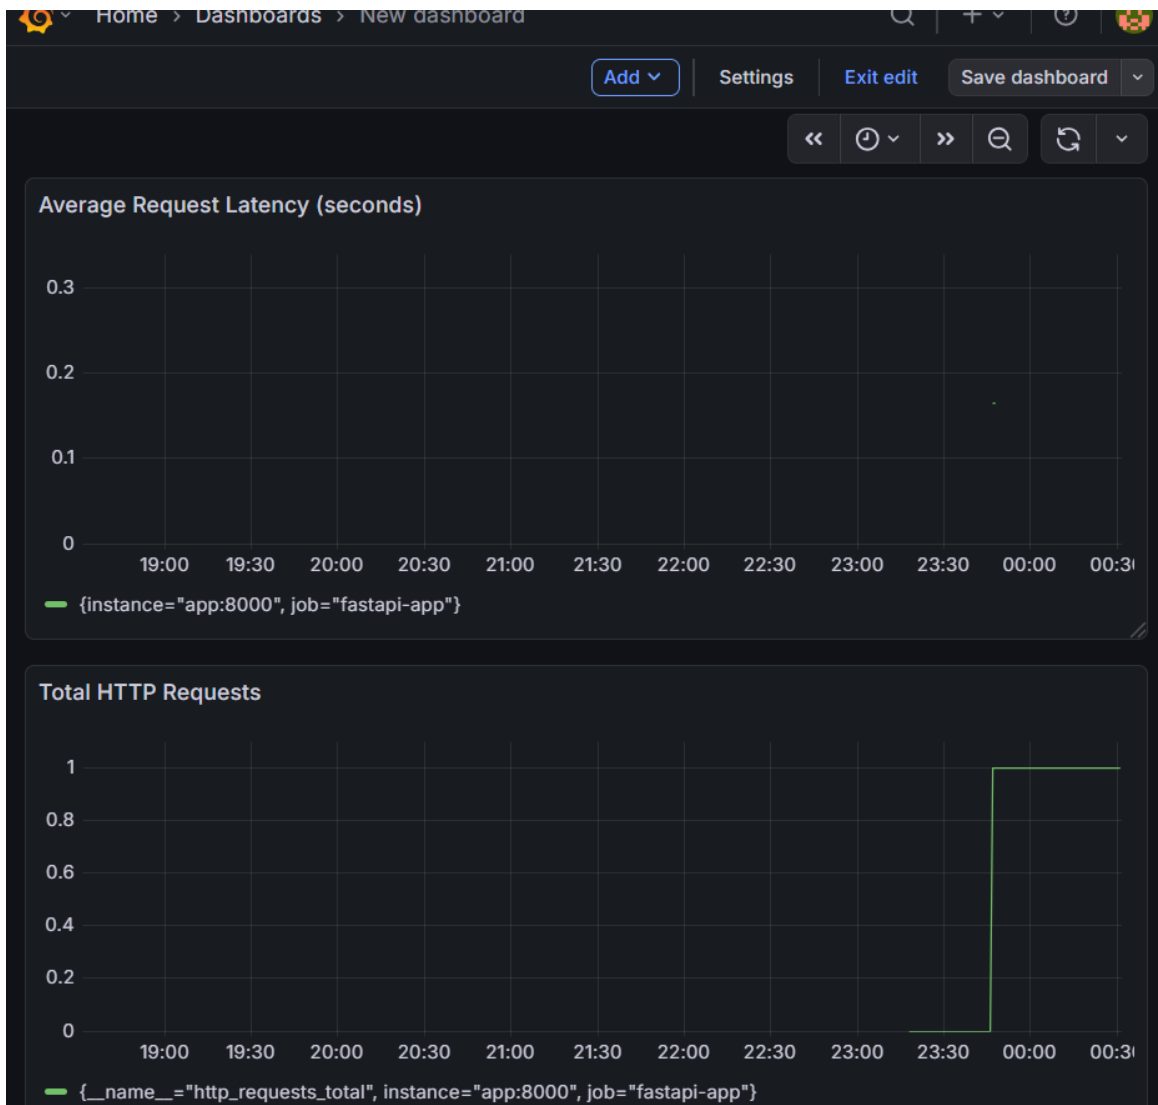 Home › Dashboards › New dashboard
Add Settings Exit edit Save dashboard
Average Request Latency (seconds)
0.3
0.2
0.1
0
19:00 19:30 20:00 20:30 21:00 21:30 22:00 22:30 23:00 23:30 00:00 00:3
{instance="app:8000", job="fastapi-app"}
Total HTTP Requests
1
0.8
0.6
0.4
0.2
0
19:00 19:30 20:00 20:30 21:00 21:30 22:00 22:30 23:00 23:30 00:00 00:3
{__name__="http_requests_total", instance="app:8000", job="fastapi-app"}